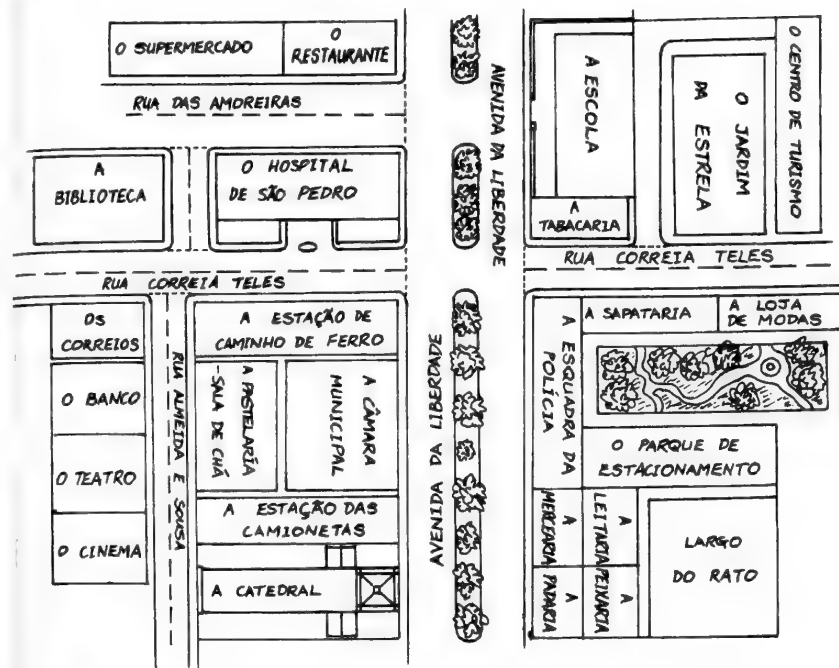 O SUPERMERCADO
O
RESTAURANTE
RUA DAS AMOREIRAS
AVENIDA DA LIBERDADE
A ESCOLA
O JARDIM
DA ESTRELA
O CENTRO DE TURISMO
A
BIBLIOTECA
O HOSPITAL
DE SÃO PEDRO
A
TABACARIA
RUA CORREIA TELES
RUA CORREIA TELES
OS
CORREIOS
O BANCO
O TEATRO
O CINEMA
RUA ALMEIDA E SOUSA
A ESTAÇÃO DE
CAMINHO DE FERRO
A PASTELARIA
-SALA DE CHÁ
A CÂMARA
MUNICIPAL
A ESTAÇÃO DAS
CAMIONETAS
A CATEDRAL
AVENIDA DA LIBERDADE
A ESQUADRA DA
POLÍCIA
A SAPATARIA
A LOJA
DE MODAS
O PARQUE DE
ESTACIONAMENTO
A
MERCEARIA
A
LEITARIA
A
PADARIA
A
PEIXARIA
LARGO
DO RATO